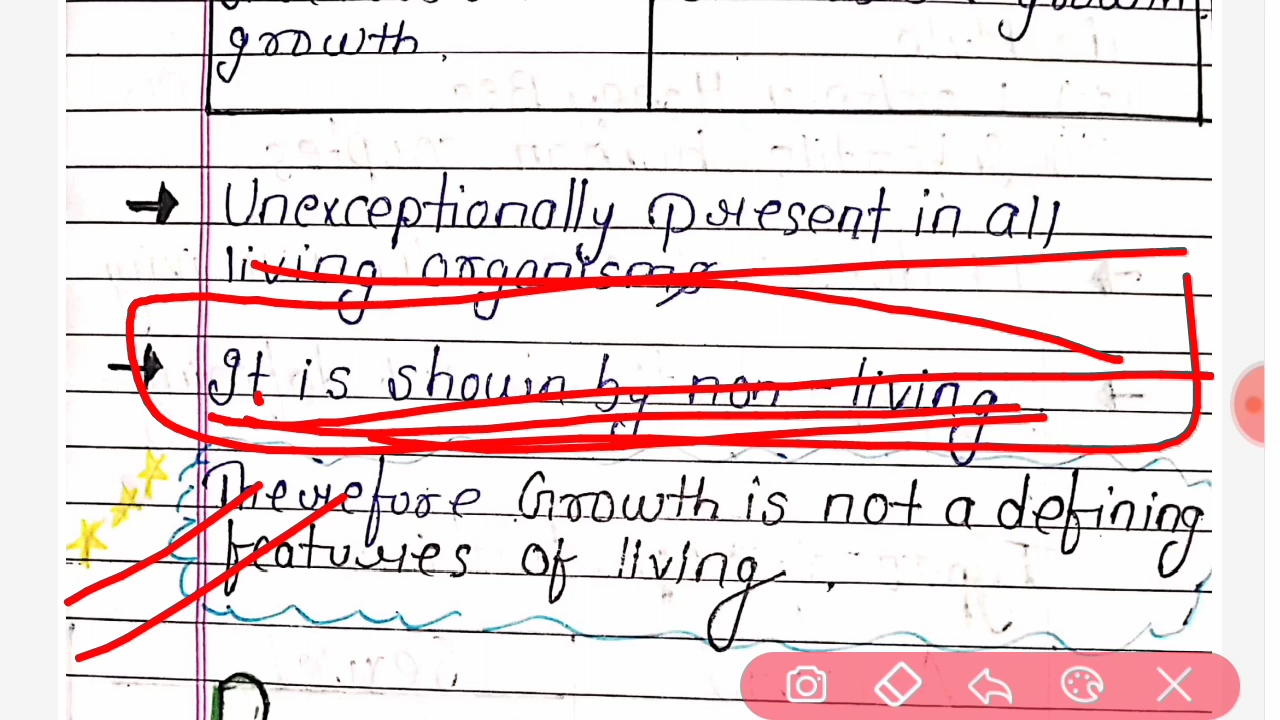 growth.
→ Unexceptionally present in all
living organisms
→ It is shown by non-living
Therefore Growth is not a defining
featuries of living.